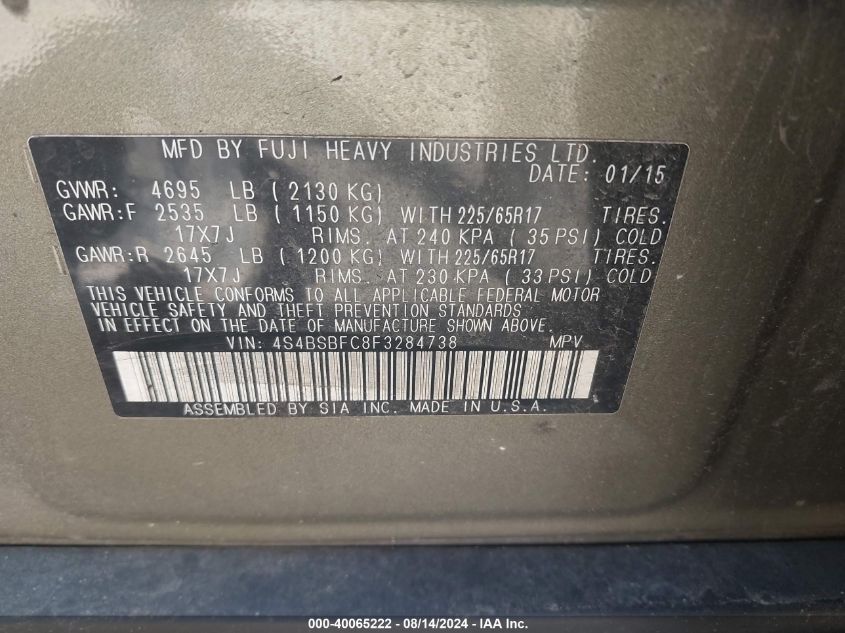 MFD BY FUJI HEAVY INDUSTRIES LTD.
DATE: 01/15
GVWR: 4695 LB ( 2130 KG)
GAWR:F 2535 LB ( 1150 KG) WITH 225/65R17 TIRES.
17X7J RIMS. AT 240 KPA ( 35 PSI) COLD
GAWR:R 2645 LB ( 1200 KG) WITH 225/65R17 TIRES.
17X7J RIMS. AT 230 KPA ( 33 PSI) COLD
THIS VEHICLE CONFORMS TO ALL APPLICABLE FEDERAL MOTOR
VEHICLE SAFETY AND THEFT PREVENTION STANDARDS
IN EFFECT ON THE DATE OF MANUFACTURE SHOWN ABOVE.
VIN: 4S4BSBFC8F3284738 MPV
ASSEMBLED BY SIA INC. MADE IN U.S.A.
000-40065222 - 08/14/2024 - IAA Inc.